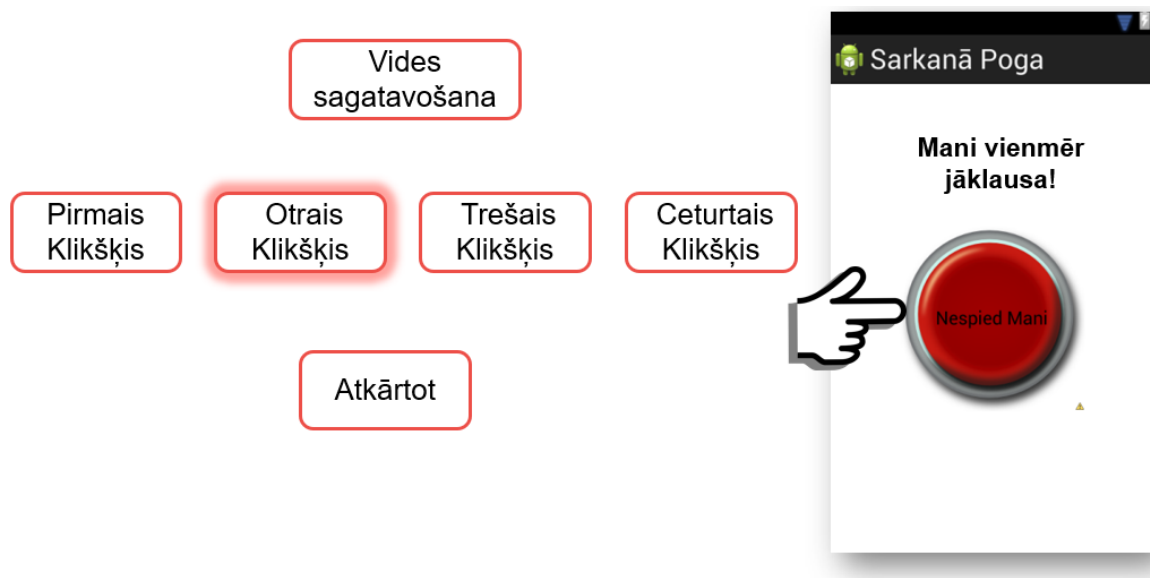 Vides
sagatavošana
Pirmais
Klikšķis
Otrais
Klikšķis
Trešais
Klikšķis
Ceturtais
Klikšķis
Atkārtot
Sarkanā Poga
Mani vienmēr
jāklausa!
Nespied Mani